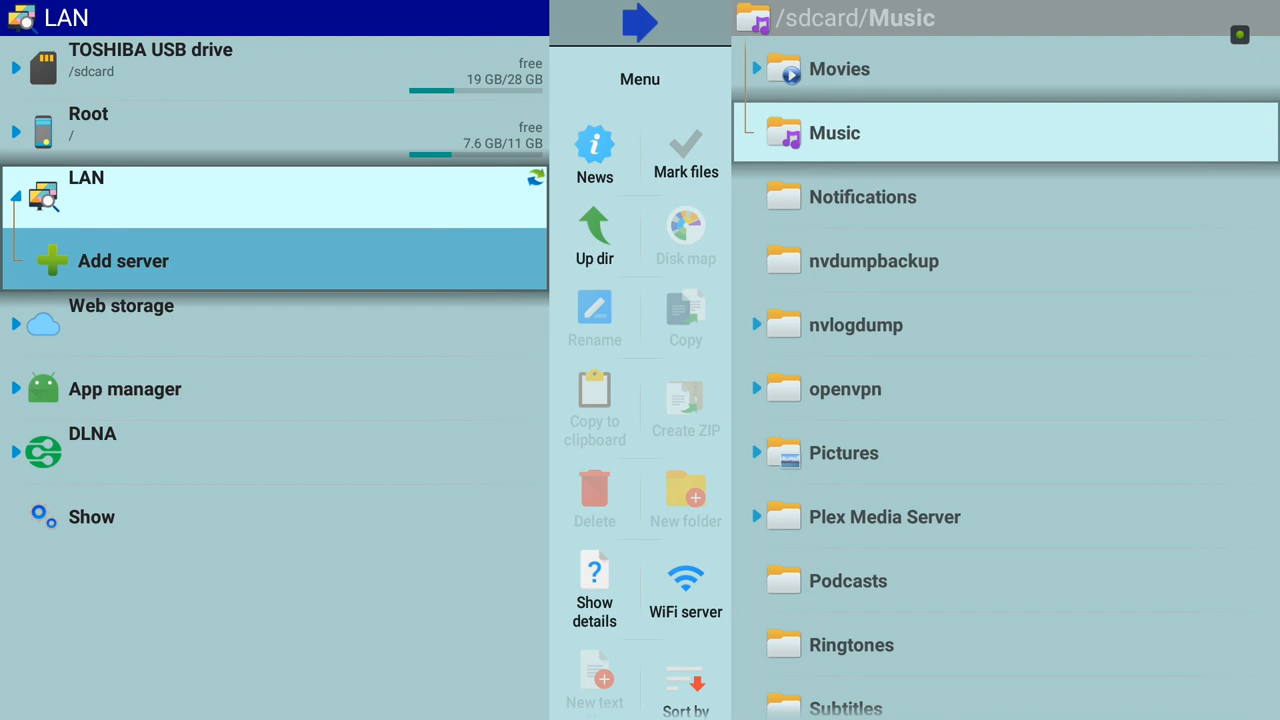 LAN
TOSHIBA USB drive
/sdcard
free
19 GB/28 GB
Root
/
free
7.6 GB/11 GB
LAN
Add server
Web storage
App manager
DLNA
Show
Menu
News
Mark files
Up dir
Disk map
Rename
Copy
Copy to
clipboard
Create ZIP
Delete
New folder
Show
details
WiFi server
New text
Sort by
/sdcard/Music
Movies
Music
Notifications
nvdumpbackup
nvlogdump
openvpn
Pictures
Plex Media Server
Podcasts
Ringtones
Subtitles